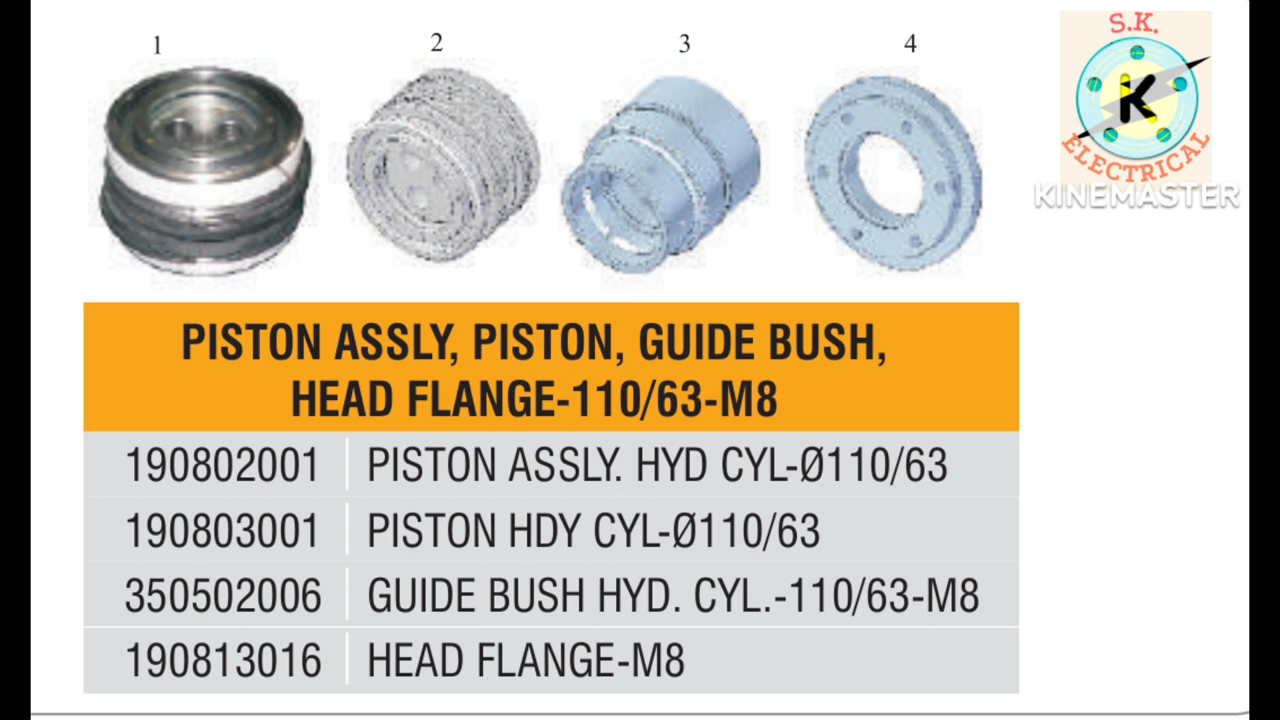 1
2
3
4
S.K.
K
ELECTRICAL
KINEMASTER
PISTON ASSLY, PISTON, GUIDE BUSH,
HEAD FLANGE-110/63-M8
190802001 PISTON ASSLY. HYD CYL-Ø110/63
190803001 PISTON HDY CYL-Ø110/63
350502006 GUIDE BUSH HYD. CYL.-110/63-M8
190813016 HEAD FLANGE-M8